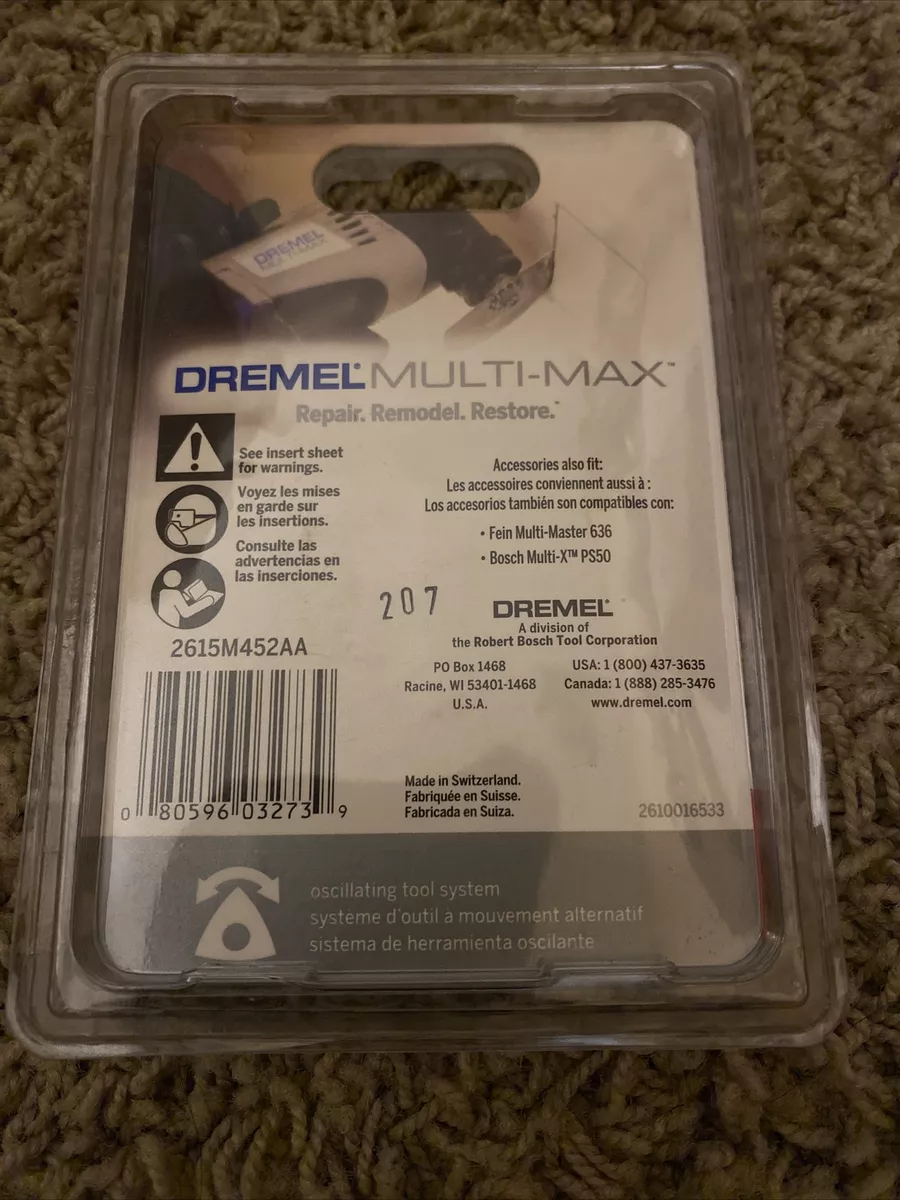 DREMEL
MULTI-MAX
DREMEL® MULTI-MAX™
Repair. Remodel. Restore.™
See insert sheet
for warnings.
Voyez les mises
en garde sur
les insertions.
Consulte las
advertencias en
las inserciones.
2615M452AA
0 80596 03273 9
Accessories also fit:
Les accessoires conviennent aussi à :
Los accesorios también son compatibles con:
• Fein Multi-Master 636
• Bosch Multi-X™ PS50
207
DREMEL®
A division of
the Robert Bosch Tool Corporation
PO Box 1468
Racine, WI 53401-1468
U.S.A.
USA: 1 (800) 437-3635
Canada: 1 (888) 285-3476
www.dremel.com
Made in Switzerland.
Fabriquée en Suisse.
Fabricada en Suiza.
2610016533
oscillating tool system
système d'outil à mouvement alternatif
sistema de herramienta oscilante